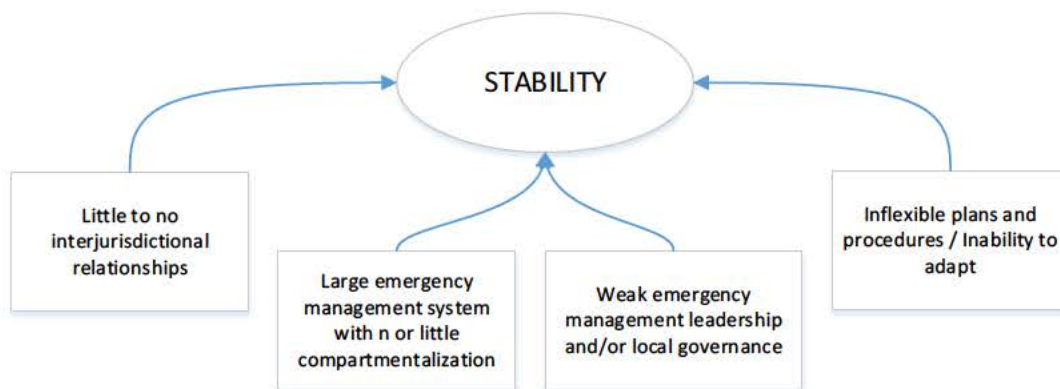 STABILITY
Little to no
interjurisdictional
relationships
Large emergency
management system
with n or little
compartmentalization
Weak emergency
management leadership
and/or local governance
Inflexible plans and
procedures / Inability to
adapt